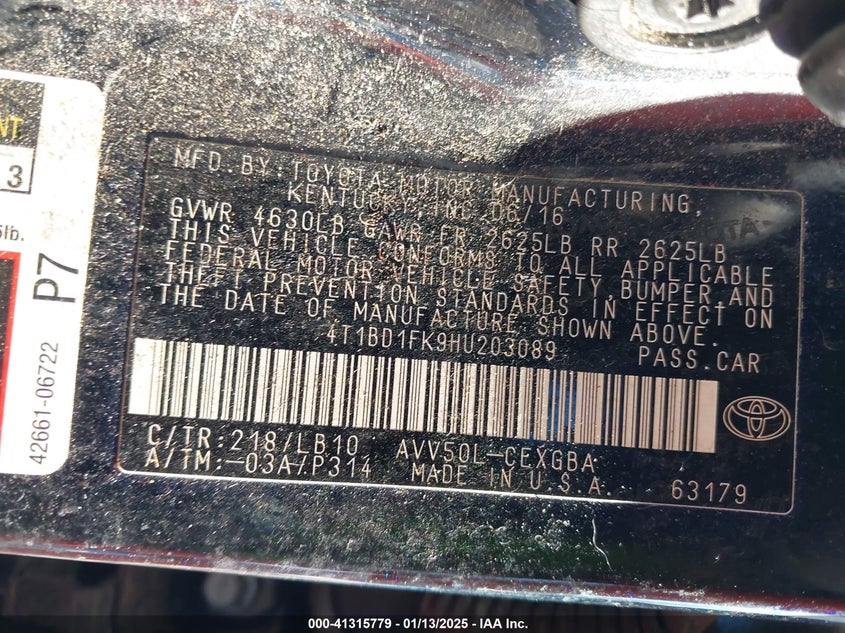 NT
3
5lb.
P7
42661-06722
MFD. BY: TOYOTA MOTOR MANUFACTURING,
KENTUCKY, INC 06/16
GVWR 4630LB GAWR FR 2625LB RR 2625LB
THIS VEHICLE CONFORMS TO ALL APPLICABLE
FEDERAL MOTOR VEHICLE SAFETY, BUMPER, AND
THEFT PREVENTION STANDARDS IN EFFECT ON
THE DATE OF MANUFACTURE SHOWN ABOVE.
4T1BD1FK9HU203089 PASS.CAR
C/TR:218/LB10 AVV50L-CEXGBA
A/TM:-03A/P314 MADE IN U.S.A. 63179
000-41315779 | 01/13/2025 | IAA Inc.